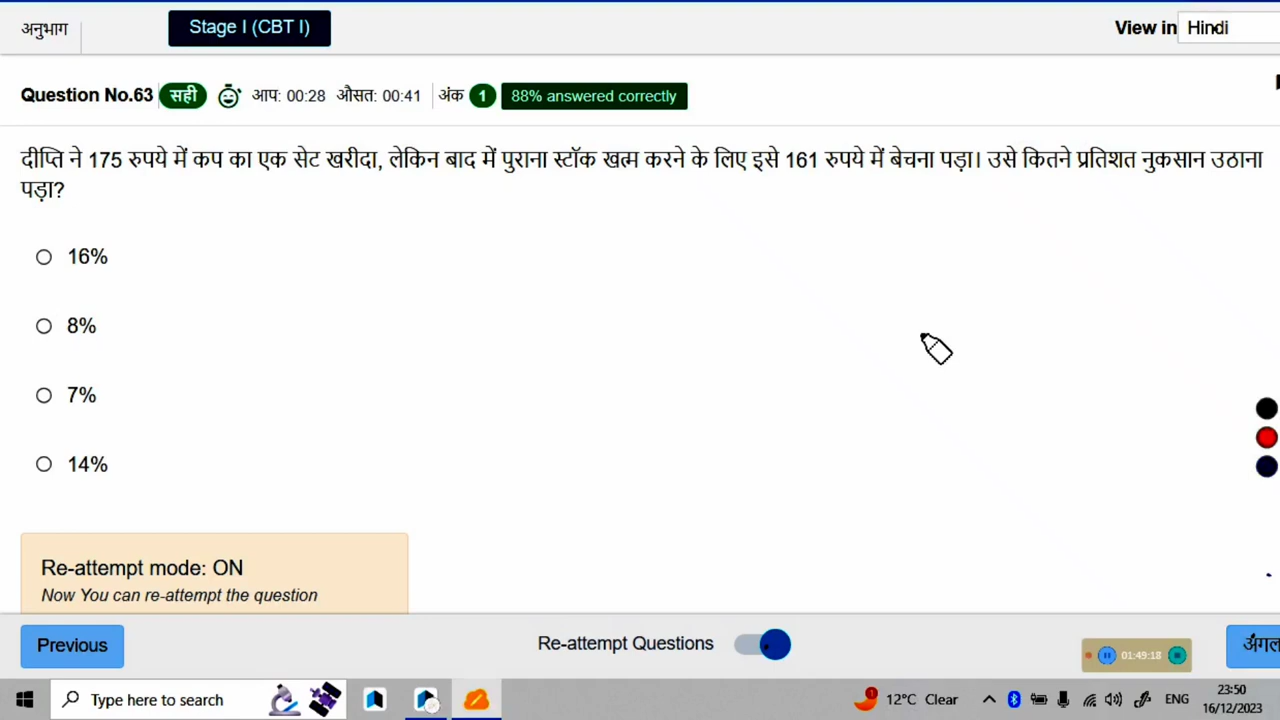 अनुभाग
Stage I (CBT I)
View in Hindi
Question No.63 सही आप: 00:28 औसत: 00:41 अंक 1 88% answered correctly
दीप्ति ने 175 रुपये में कप का एक सेट खरीदा, लेकिन बाद में पुराना स्टॉक खत्म करने के लिए इसे 161 रुपये में बेचना पड़ा। उसे कितने प्रतिशत नुकसान उठाना
पड़ा?
16%
8%
7%
14%
Re-attempt mode: ON
Now You can re-attempt the question
Previous
Re-attempt Questions
01:49:18
Type here to search
1
12°C Clear
ENG
23:50
16/12/2023